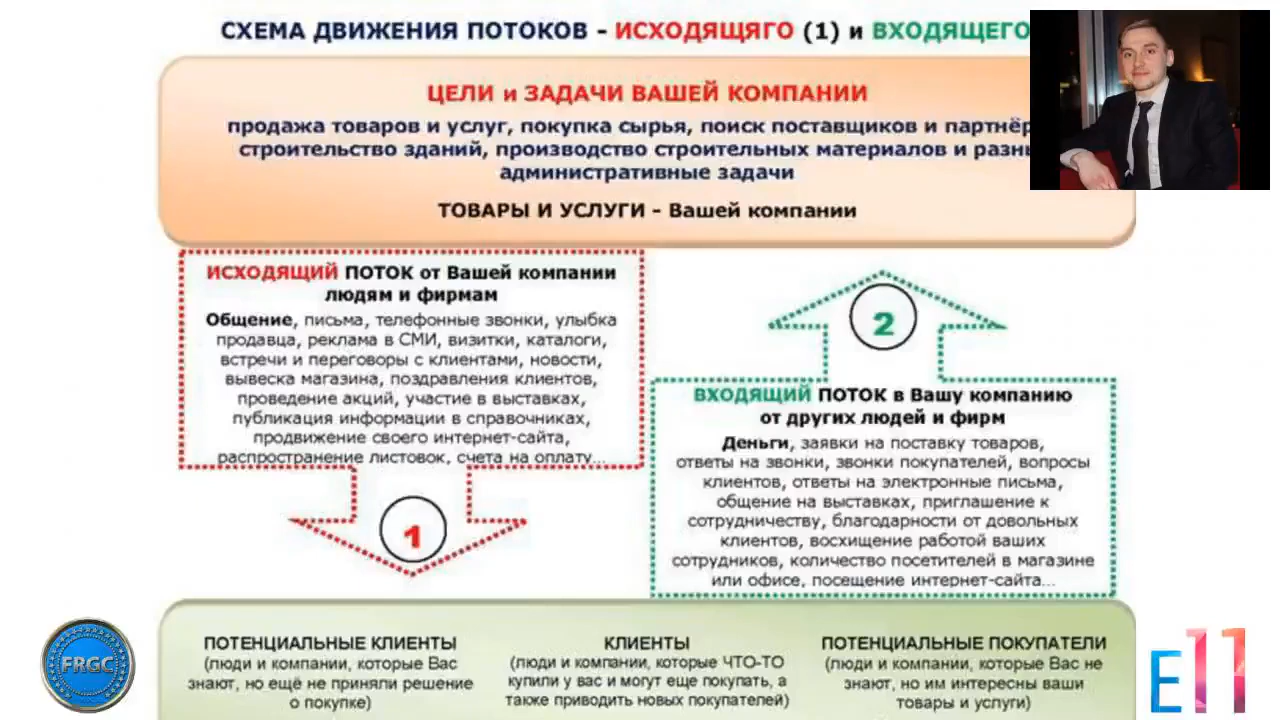 СХЕМА ДВИЖЕНИЯ ПОТОКОВ - ИСХОДЯЩЯГО (1) и ВХОДЯЩЕГО
ЦЕЛИ и ЗАДАЧИ ВАШЕЙ КОМПАНИИ
продажа товаров и услуг, покупка сырья, поиск поставщиков и партнёр
строительство зданий, производство строительных материалов и разны
административные задачи
ТОВАРЫ И УСЛУГИ - Вашей компании
ИСХОДЯЩИЙ ПОТОК от Вашей компании
людям и фирмам
Общение, письма, телефонные звонки, улыбка
продавца, реклама в СМИ, визитки, каталоги,
встречи и переговоры с клиентами, новости,
вывеска магазина, поздравления клиентов,
проведение акций, участие в выставках,
публикация информации в справочниках,
продвижение своего интернет-сайта,
распространение листовок, счета на оплату...
1
2
ВХОДЯЩИЙ ПОТОК в Вашу компанию
от других людей и фирм
Деньги, заявки на поставку товаров,
ответы на звонки, звонки покупателей, вопросы
клиентов, ответы на электронные письма,
общение на выставках, приглашение к
сотрудничеству, благодарности от довольных
клиентов, восхищение работой ваших
сотрудников, количество посетителей в магазине
или офисе, посещение интернет-сайта...
ПОТЕНЦИАЛЬНЫЕ КЛИЕНТЫ
(люди и компании, которые Вас
знают, но ещё не приняли решение
о покупке)
КЛИЕНТЫ
(люди и компании, которые ЧТО-ТО
купили у вас и могут еще покупать, а
также приводить новых покупателей)
ПОТЕНЦИАЛЬНЫЕ ПОКУПАТЕЛИ
(люди и компании, которые Вас не
знают, но им интересны ваши
товары и услуги)
FRGC
E11